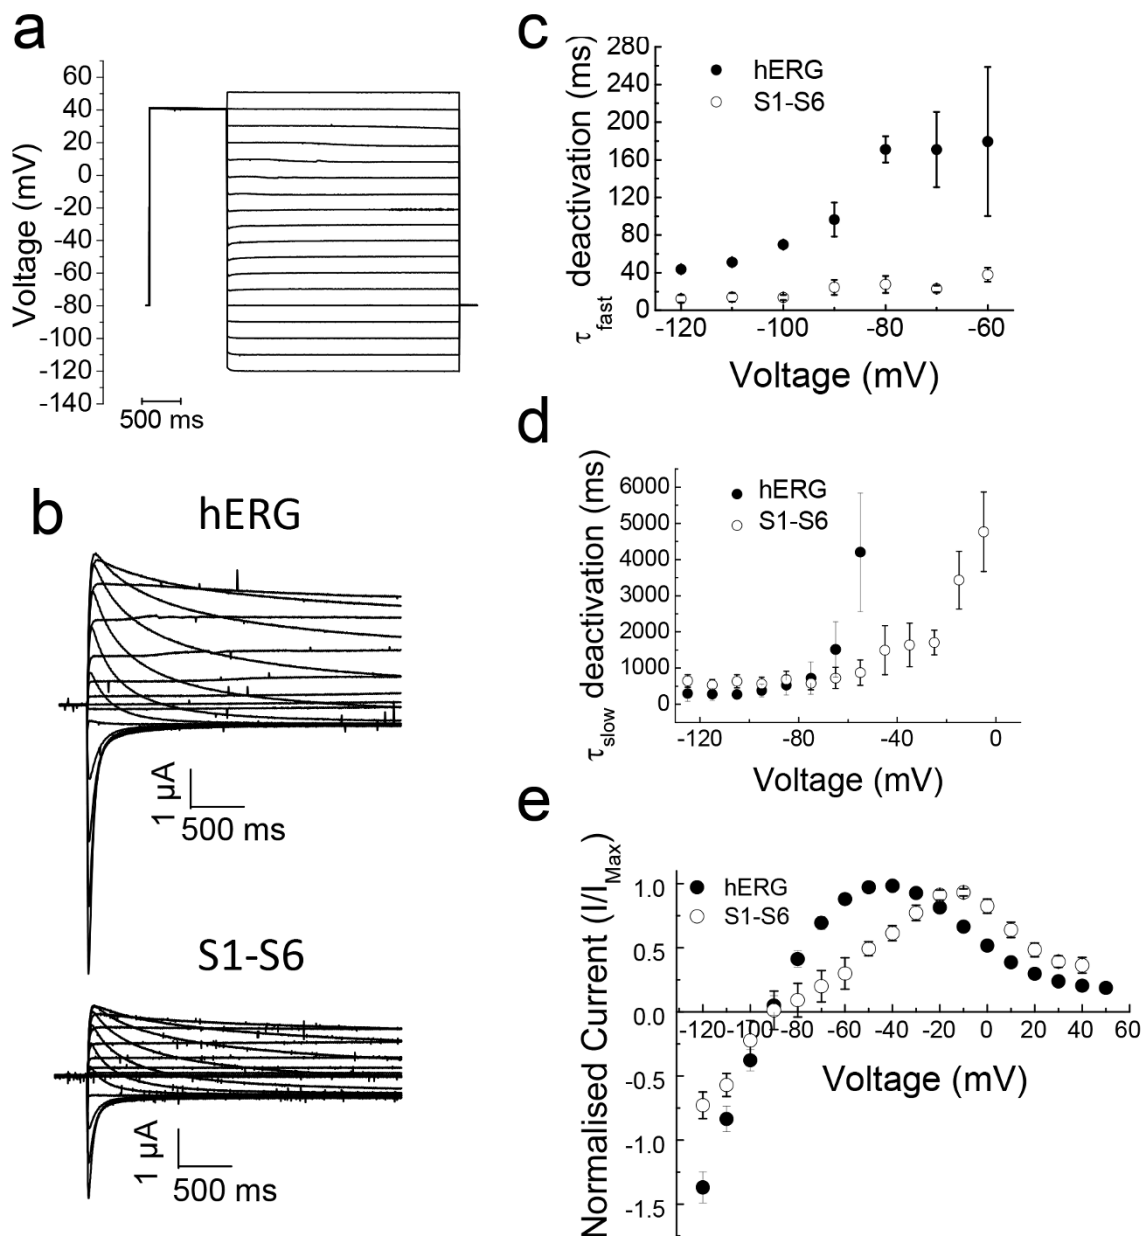 a
Voltage (mV)
60
40
20
0
-20
-40
-60
-80
-100
-120
-140
500 ms
b
hERG
1 µA
500 ms
S1-S6
1 µA
500 ms
c
τfast deactivation (ms)
280
240
200
160
120
80
40
0
hERG
S1-S6
-120 -100 -80 -60
Voltage (mV)
d
τslow deactivation (ms)
6000
5000
4000
3000
2000
1000
0
hERG
S1-S6
-120 -80 -40 0
Voltage (mV)
e
Normalised Current (I/IMax)
1.0
0.5
0.0
-0.5
-1.0
-1.5
hERG
S1-S6
-120 -100 -80 -60 -40 -20 0 20 40 60
Voltage (mV)